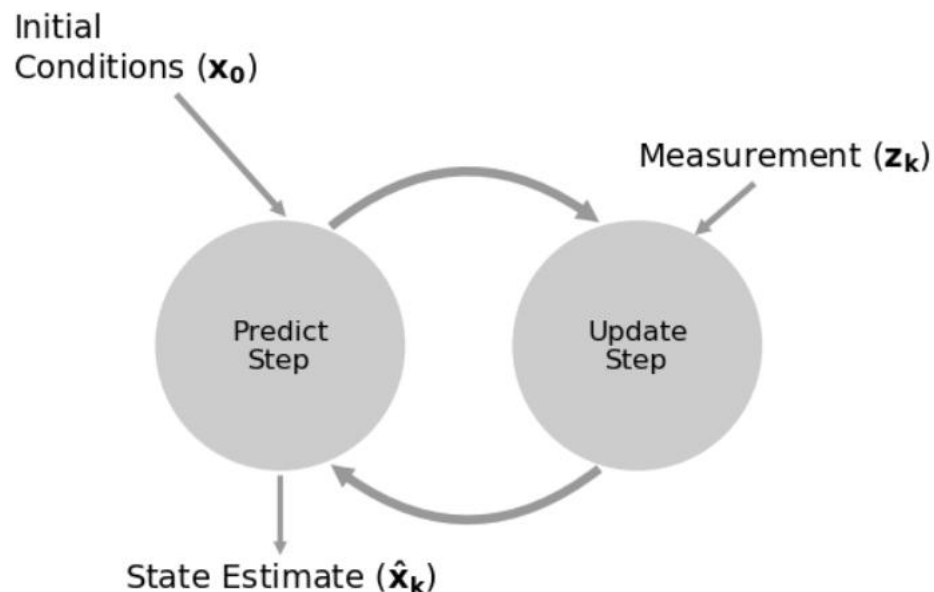 Initial
Conditions (x₀)
Measurement (zₖ)
Predict
Step
Update
Step
State Estimate (x̂ₖ)